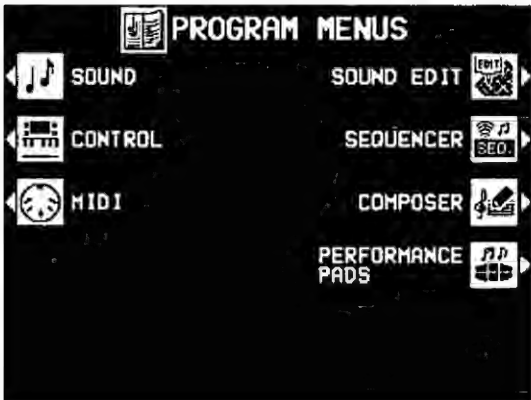 PROGRAM MENUS
SOUND
SOUND EDIT
EDIT
CONTROL
SEQUENCER
SEQ.
MIDI
COMPOSER
PERFORMANCE
PADS